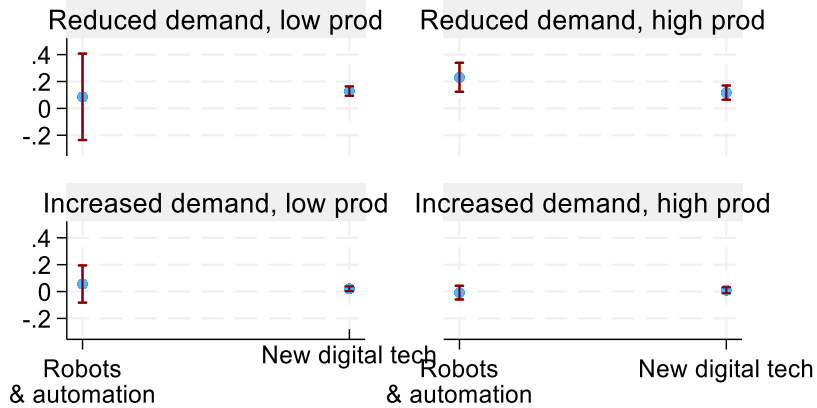 Reduced demand, low prod
Reduced demand, high prod
.4
.2
0
-.2
Increased demand, low prod
Increased demand, high prod
.4
.2
0
-.2
Robots
& automation
New digital tech
Robots
& automation
New digital tech